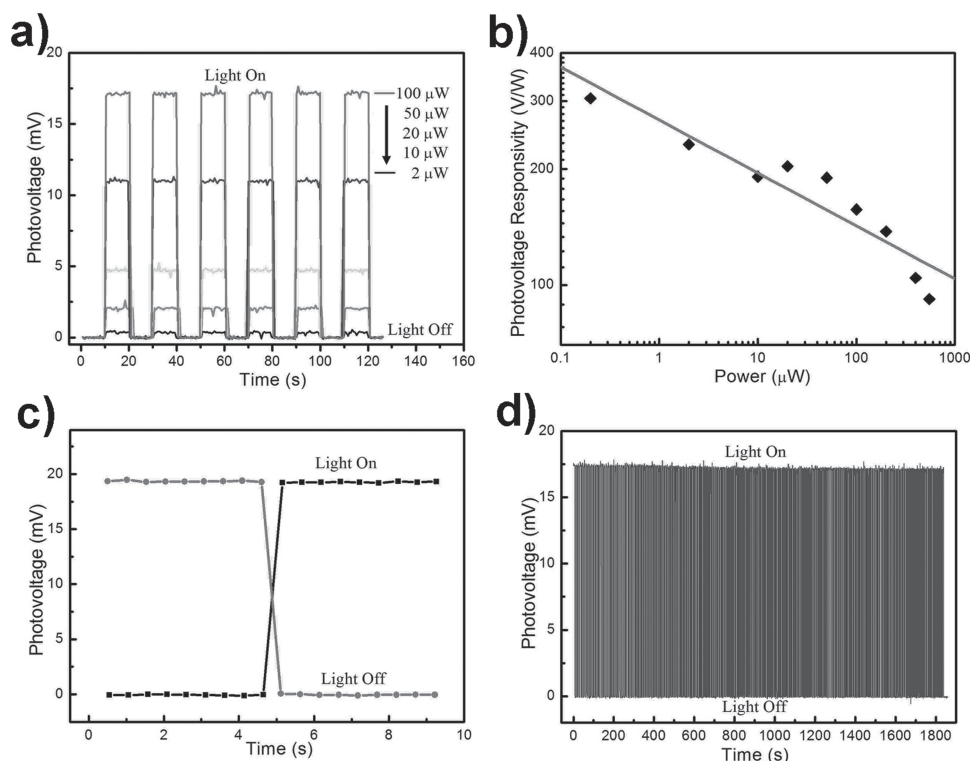 a)
20
15
10
5
0
Photovoltage (mV)
Light On
100 μW
50 μW
20 μW
10 μW
2 μW
Light Off
0 20 40 60 80 100 120 140 160
Time (s)
b)
400
300
200
100
Photovoltage Responsivity (V/W)
0.1 1 10 100 1000
Power (μW)
c)
20
15
10
5
0
Photovoltage (mV)
Light On
Light Off
0 2 4 6 8 10
Time (s)
d)
20
15
10
5
0
Photovoltage (mV)
Light On
Light Off
0 200 400 600 800 1000 1200 1400 1600 1800
Time (s)